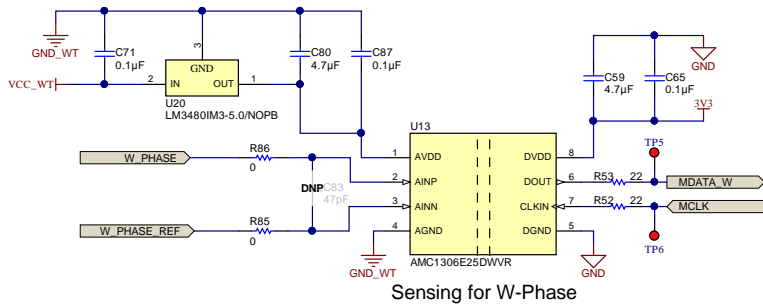 GND_WT
C71
0.1µF
3
GND
IN
OUT
2
1
VCC_WT
U20
LM3480IM3-5.0/NOPB
C80
4.7µF
C87
0.1µF
C59
4.7µF
C65
0.1µF
GND
3V3
U13
1
AVDD
DVDD
8
2
AINP
DOUT
6
3
AINN
CLKIN
7
4
AGND
DGND
5
AMC1306E25DWVR
W_PHASE
R86
0
DNP
C83
47pF
W_PHASE_REF
R85
0
GND_WT
TP5
R53
22
MDATA_W
R52
22
MCLK
TP6
GND
Sensing for W-Phase